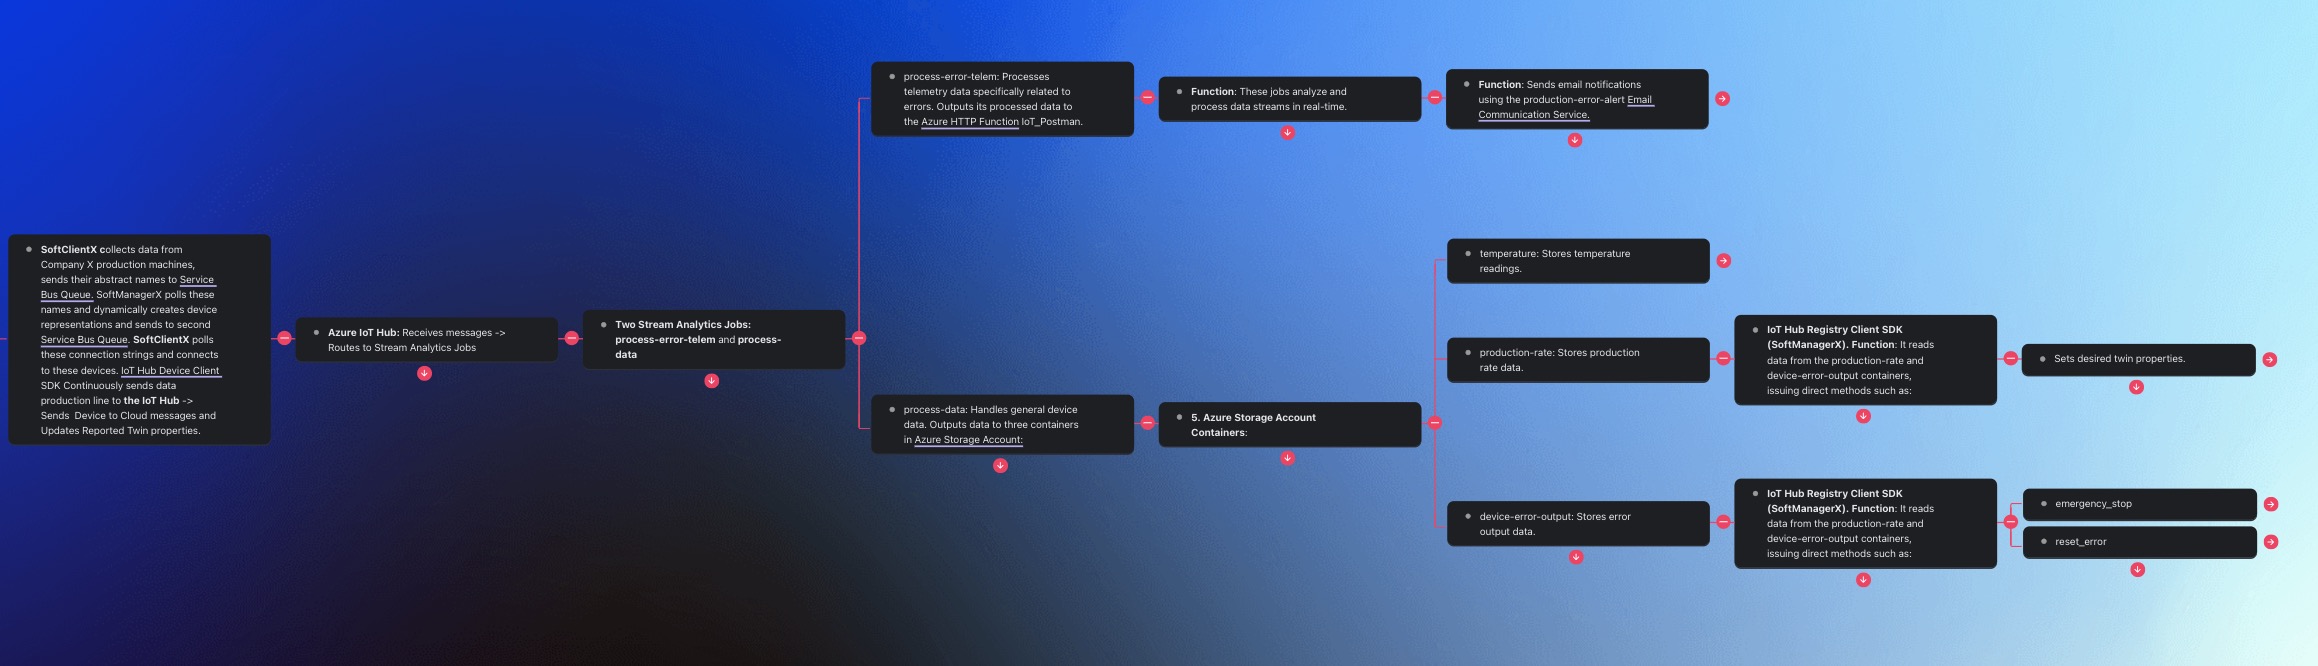 SoftClientX collects data from
Company X production machines,
sends their abstract names to Service
Bus Queue. SoftManagerX polls these
names and dynamically creates device
representations and sends to second
Service Bus Queue. SoftClientX polls
these connection strings and connects
to these devices. IoT Hub Device Client
SDK Continuously sends data
production line to the IoT Hub ->
Sends  Device to Cloud messages and
Updates Reported Twin properties.
Azure IoT Hub: Receives messages ->
Routes to Stream Analytics Jobs
Two Stream Analytics Jobs:
process-error-telem and process-
data
process-error-telem: Processes
telemetry data specifically related to
errors. Outputs its processed data to
the Azure HTTP Function IoT_Postman.
Function: These jobs analyze and
process data streams in real-time.
Function: Sends email notifications
using the production-error-alert Email
Communication Service.
process-data: Handles general device
data. Outputs data to three containers
in Azure Storage Account:
5. Azure Storage Account
Containers:
temperature: Stores temperature
readings.
production-rate: Stores production
rate data.
IoT Hub Registry Client SDK
(SoftManagerX). Function: It reads
data from the production-rate and
device-error-output containers,
issuing direct methods such as:
Sets desired twin properties.
device-error-output: Stores error
output data.
IoT Hub Registry Client SDK
(SoftManagerX). Function: It reads
data from the production-rate and
device-error-output containers,
issuing direct methods such as:
emergency_stop
reset_error